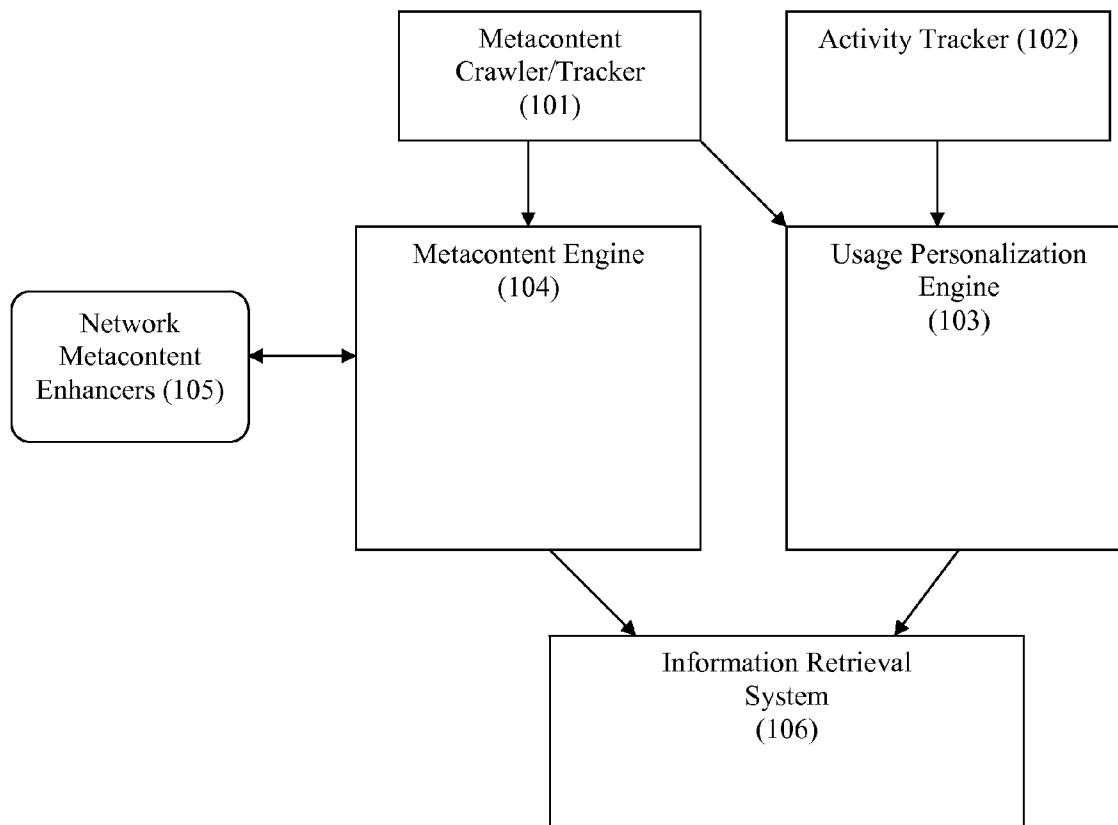 Metacontent
Crawler/Tracker
(101)
Activity Tracker (102)
Metacontent Engine
(104)
Usage Personalization
Engine
(103)
Network
Metacontent
Enhancers (105)
Information Retrieval
System
(106)